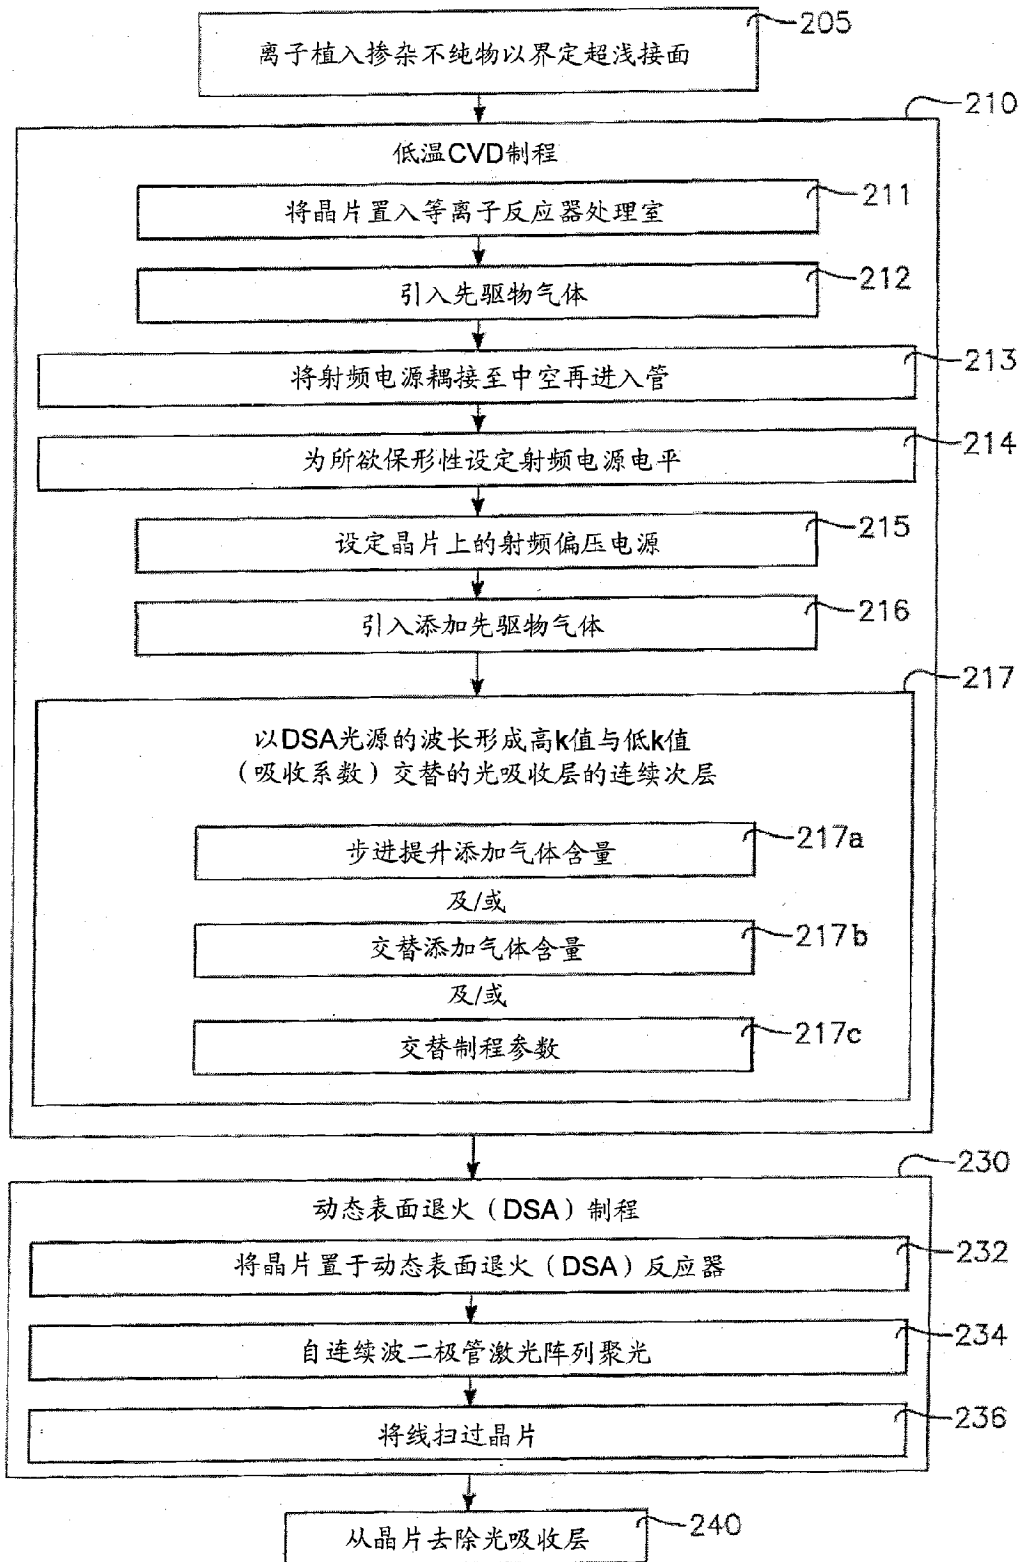 离子植入掺杂不纯物以界定超浅接面
205
210
低温CVD制程
将晶片置入等离子反应器处理室
211
引入先驱物气体
212
将射频电源耦接至中空再进入管
213
为所欲保形性设定射频电源电平
214
设定晶片上的射频偏压电源
215
引入添加先驱物气体
216
217
以DSA光源的波长形成高k值与低k值
（吸收系数）交替的光吸收层的连续次层
步进提升添加气体含量
217a
及/或
交替添加气体含量
217b
及/或
交替制程参数
217c
230
动态表面退火（DSA）制程
将晶片置于动态表面退火（DSA）反应器
232
自连续波二极管激光阵列聚光
234
将线扫过晶片
236
从晶片去除光吸收层
240